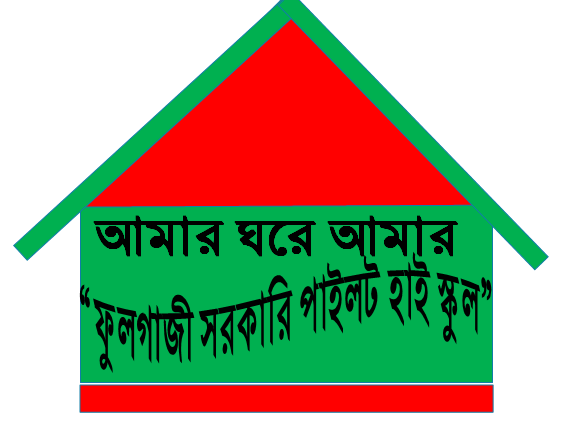 আমার ঘরে আমার
“ফুলগাজী সরকারি পাইলট হাই স্কুল”